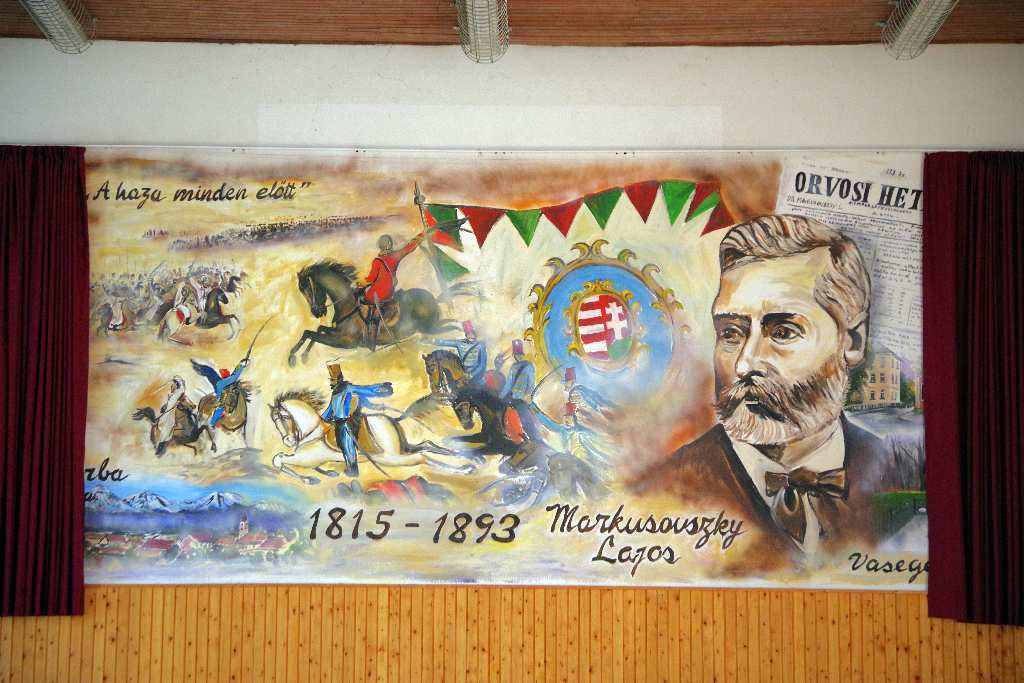 „A haza minden előtt”
ORVOSI HET
rba
1815 - 1893
Markusovszky
Lajos
Vasege